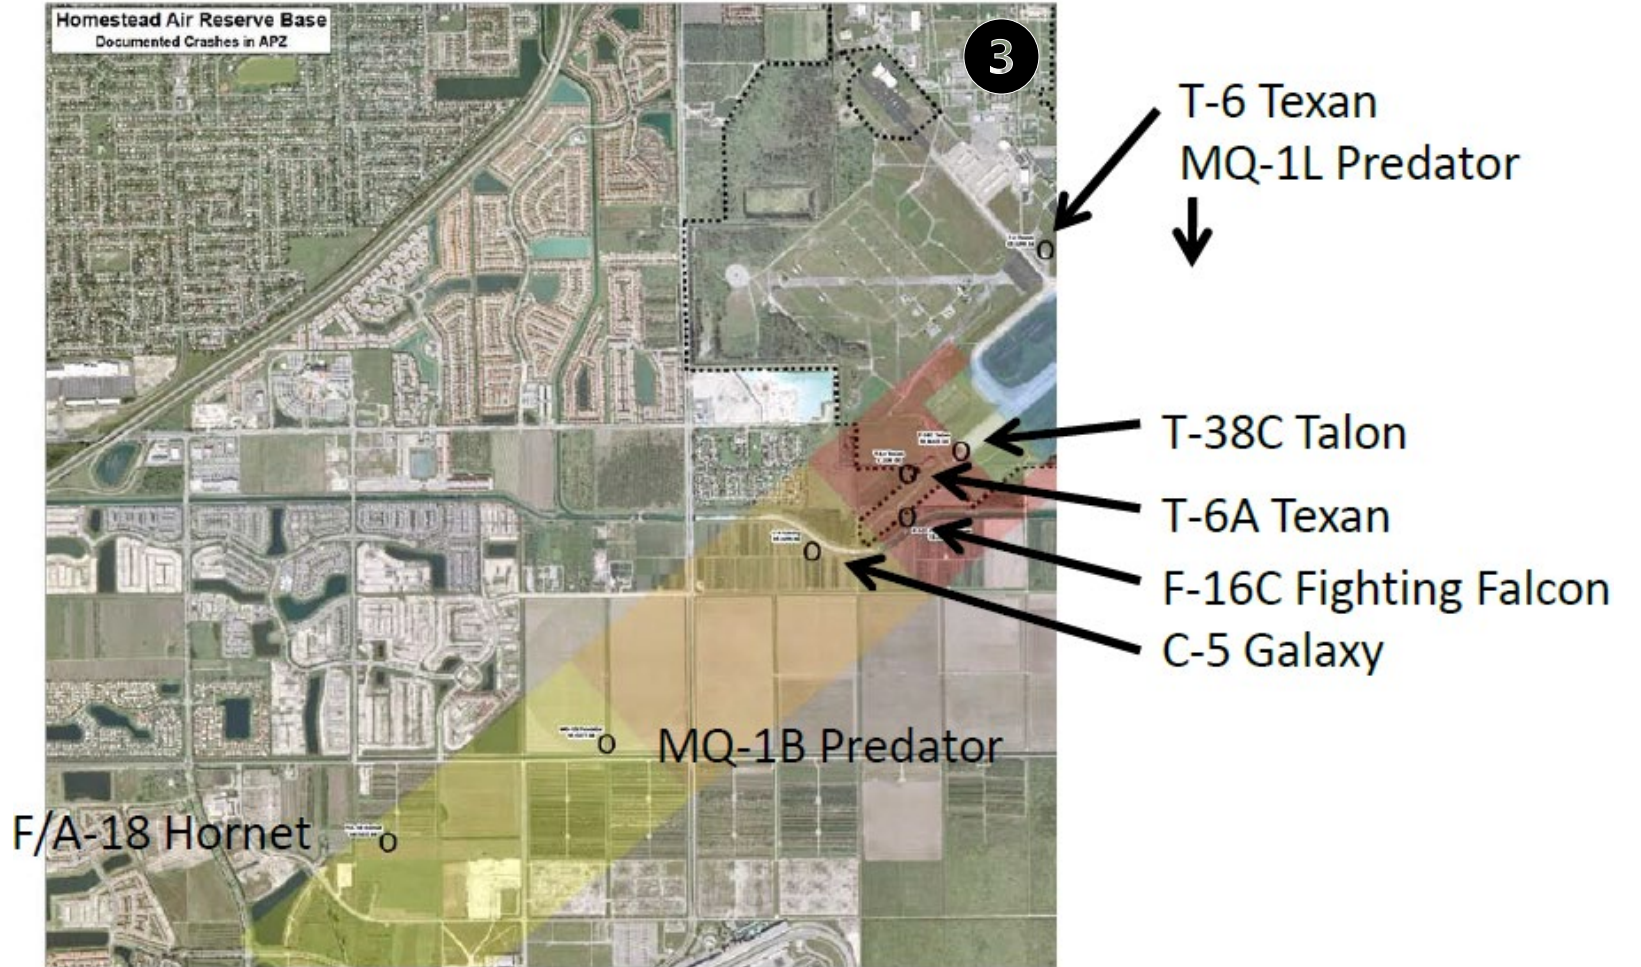 Homestead Air Reserve Base
Documented Crashes in APZ
3
T-6 Texan
MQ-1L Predator
T-38C Talon
T-6A Texan
F-16C Fighting Falcon
C-5 Galaxy
MQ-1B Predator
F/A-18 Hornet